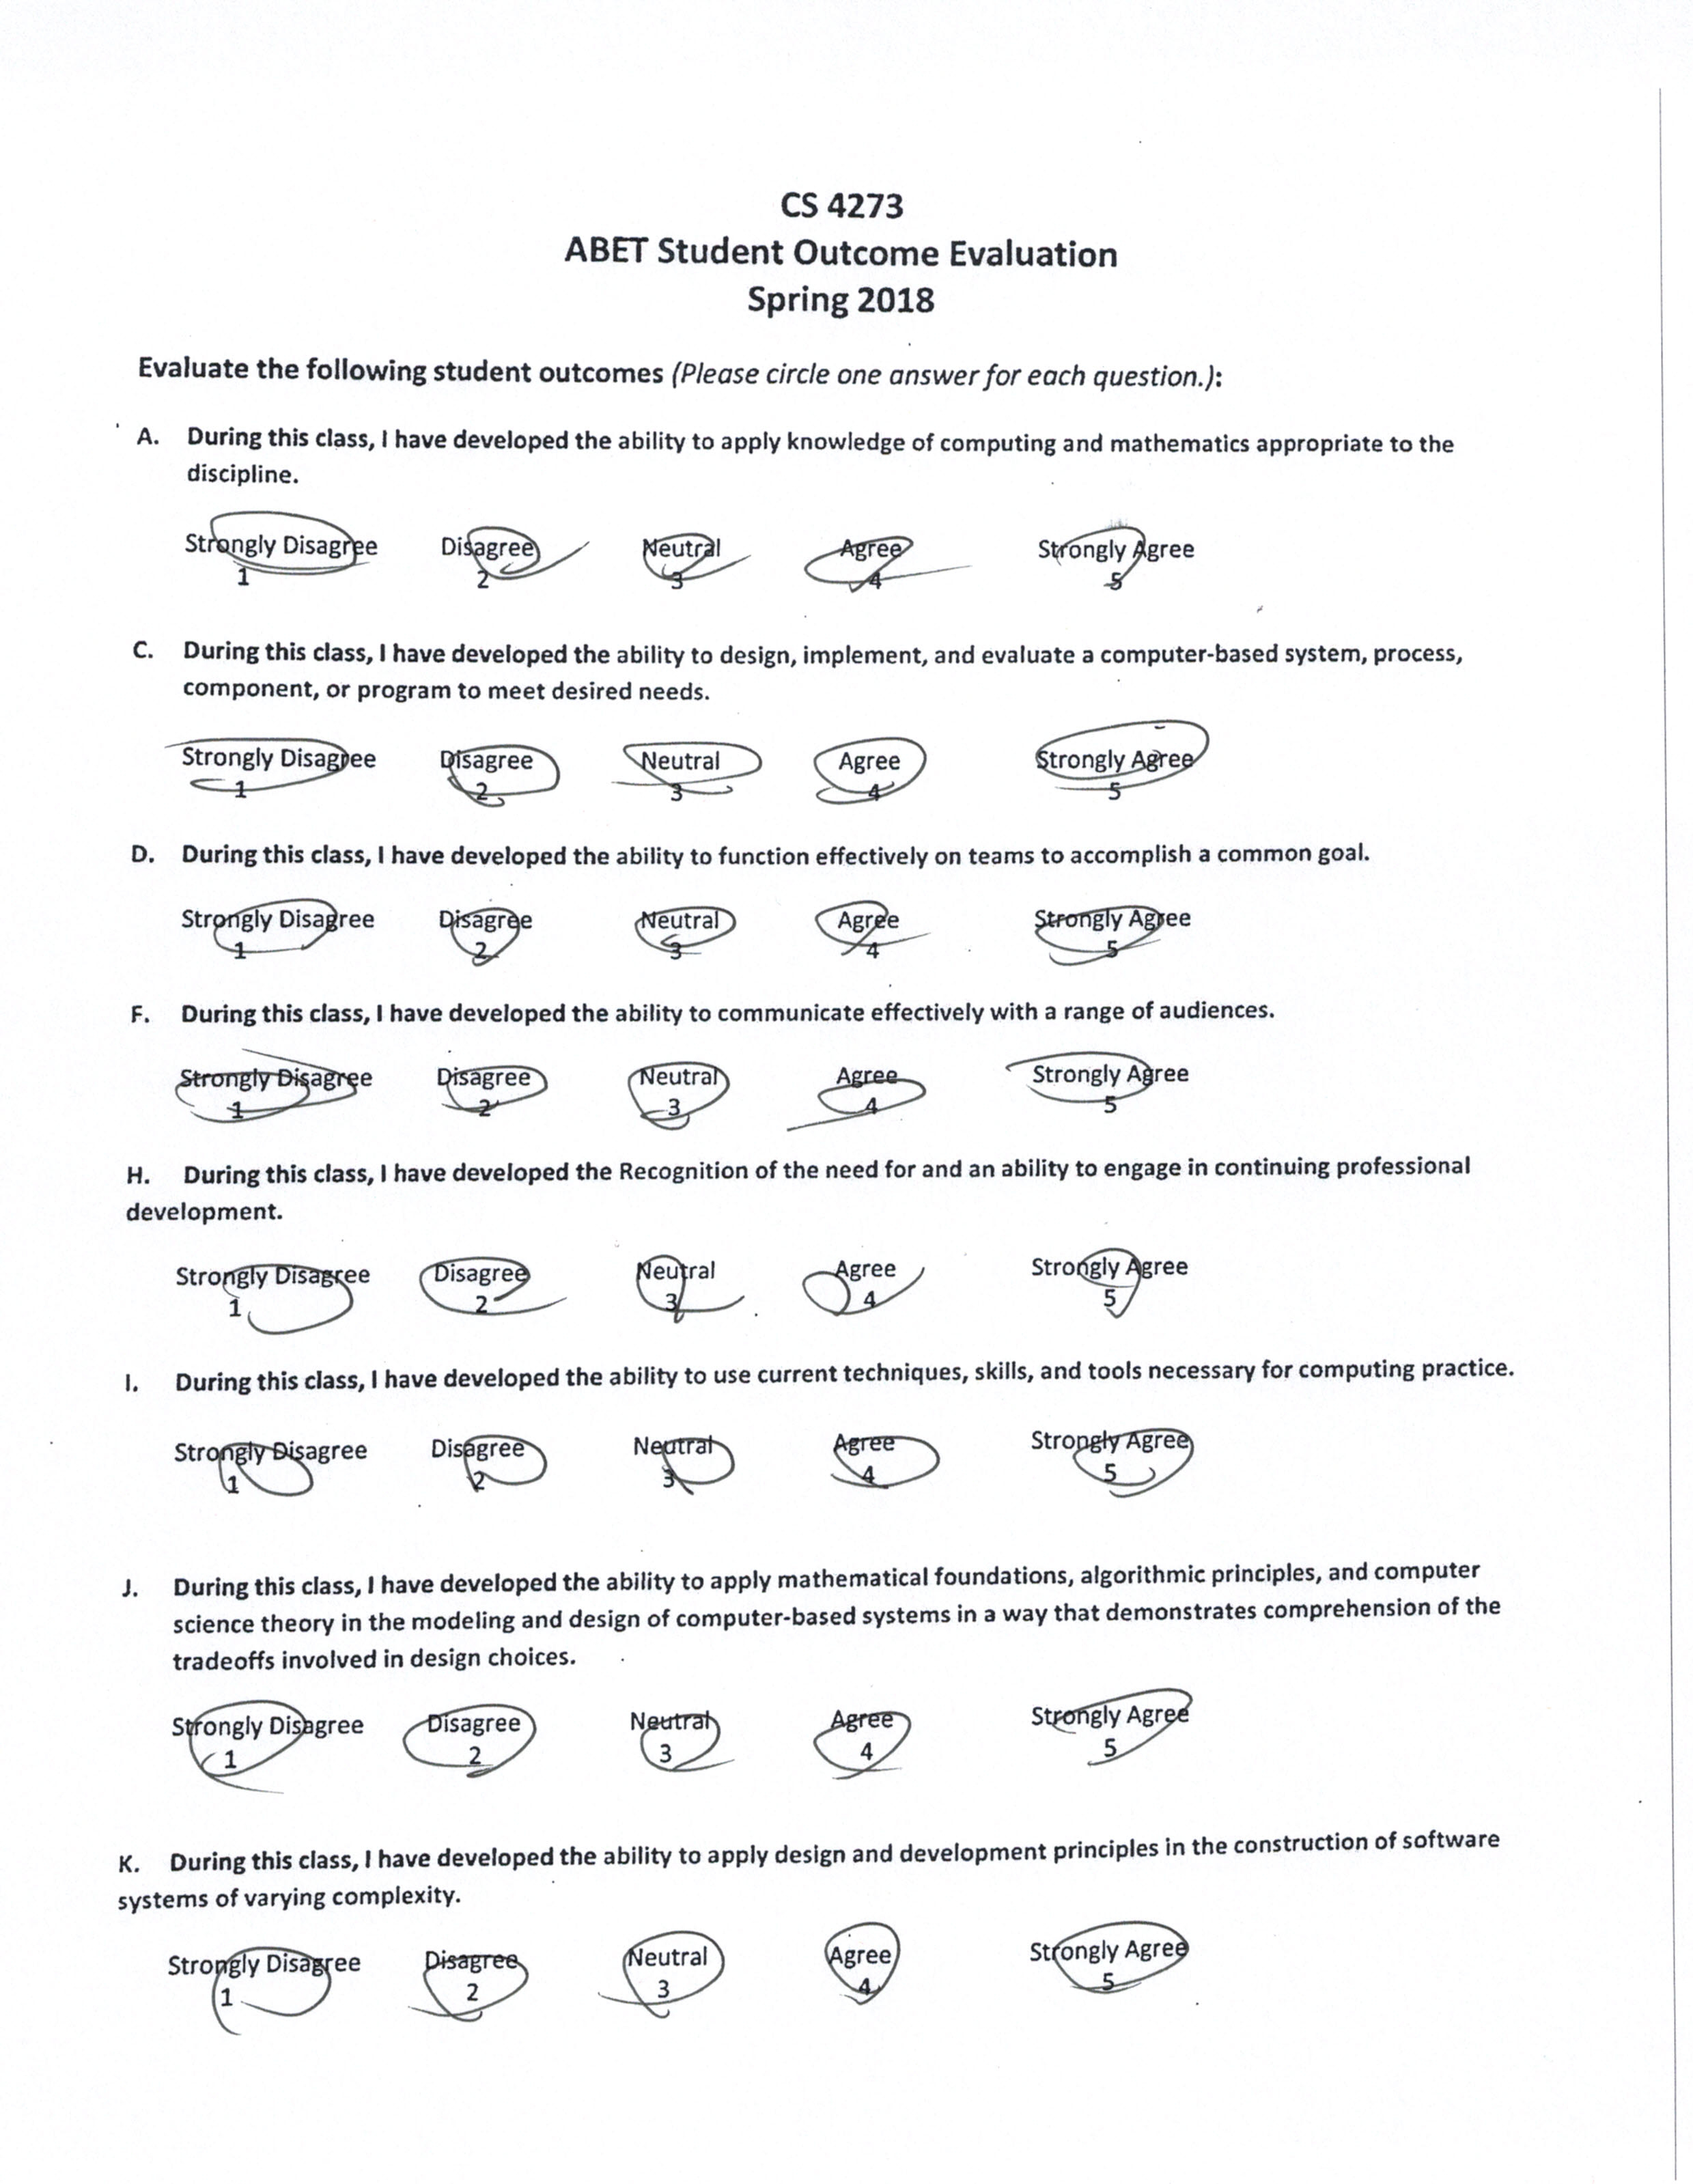 CS 4273
ABET Student Outcome Evaluation
Spring 2018
Evaluate the following student outcomes (Please circle one answer for each question.):
A. During this class, I have developed the ability to apply knowledge of computing and mathematics appropriate to the
discipline.
Strongly Disagree Disagree Neutral Agree Strongly Agree
1 2 3 4 5
C. During this class, I have developed the ability to design, implement, and evaluate a computer-based system, process,
component, or program to meet desired needs.
Strongly Disagree Disagree Neutral Agree Strongly Agree
1 2 3 4 5
D. During this class, I have developed the ability to function effectively on teams to accomplish a common goal.
Strongly Disagree Disagree Neutral Agree Strongly Agree
1 2 3 4 5
F. During this class, I have developed the ability to communicate effectively with a range of audiences.
Strongly Disagree Disagree Neutral Agree Strongly Agree
1 2 3 4 5
H. During this class, I have developed the Recognition of the need for and an ability to engage in continuing professional
development.
Strongly Disagree Disagree Neutral Agree Strongly Agree
1 2 3 4 5
I. During this class, I have developed the ability to use current techniques, skills, and tools necessary for computing practice.
Strongly Disagree Disagree Neutral Agree Strongly Agree
1 2 3 4 5
J. During this class, I have developed the ability to apply mathematical foundations, algorithmic principles, and computer
science theory in the modeling and design of computer-based systems in a way that demonstrates comprehension of the
tradeoffs involved in design choices.
Strongly Disagree Disagree Neutral Agree Strongly Agree
1 2 3 4 5
K. During this class, I have developed the ability to apply design and development principles in the construction of software
systems of varying complexity.
Strongly Disagree Disagree Neutral Agree Strongly Agree
1 2 3 4 5